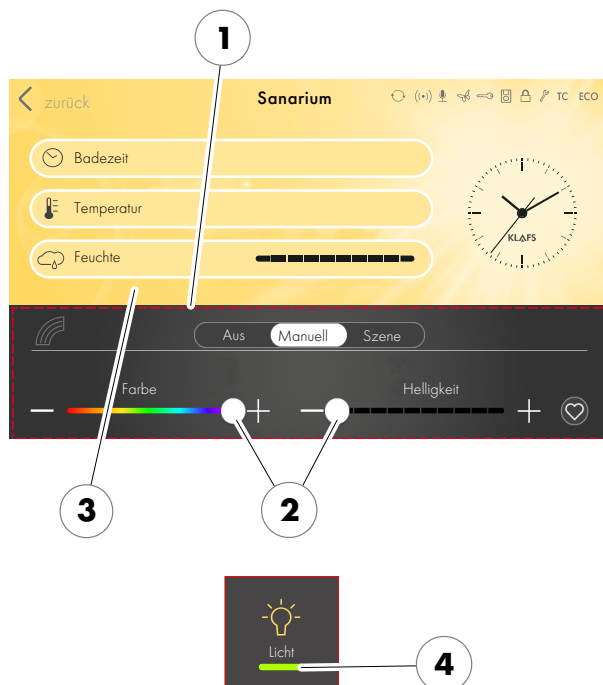 1
zurück
Sanarium
TC ECO
Badezeit
Temperatur
Feuchte
KLAFS
Aus Manuell Szene
Farbe Helligkeit
3 2
Licht
4